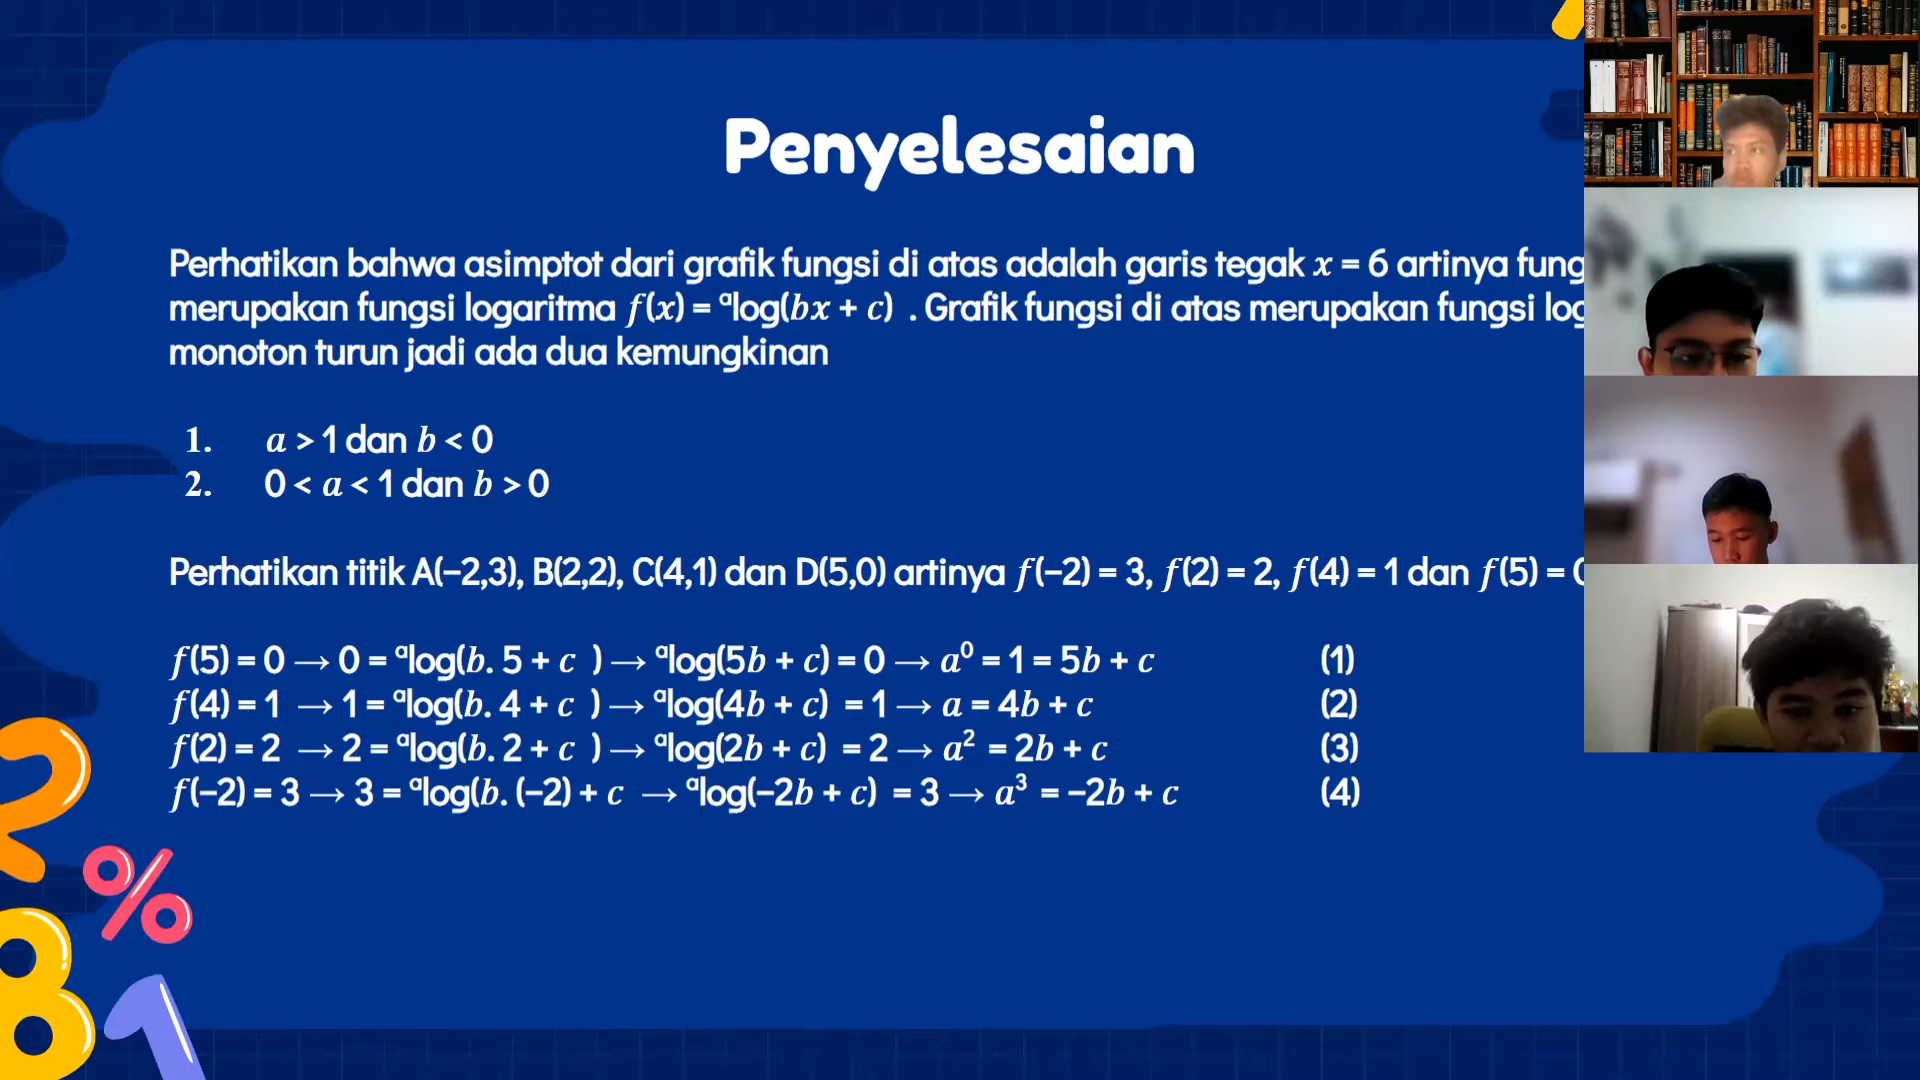 Penyelesaian
Perhatikan bahwa asimptot dari grafik fungsi di atas adalah garis tegak x = 6 artinya
merupakan fungsi logaritma f(x) = ᵃlog(bx + c) . Grafik fungsi di atas merupakan fungsi
monoton turun jadi ada dua kemungkinan
1. a > 1 dan b < 0
2. 0 < a < 1 dan b > 0
Perhatikan titik A(−2,3), B(2,2), C(4,1) dan D(5,0) artinya f(−2) = 3, f(2) = 2, f(4) = 1 dan f(5) =
f(5) = 0 → 0 = ᵃlog(b. 5 + c ) → ᵃlog(5b + c) = 0 → a⁰ = 1 = 5b + c (1)
f(4) = 1 → 1 = ᵃlog(b. 4 + c ) → ᵃlog(4b + c) = 1 → a = 4b + c (2)
f(2) = 2 → 2 = ᵃlog(b. 2 + c ) → ᵃlog(2b + c) = 2 → a² = 2b + c (3)
f(−2) = 3 → 3 = ᵃlog(b. (−2) + c → ᵃlog(−2b + c) = 3 → a³ = −2b + c (4)
2
%
8
1